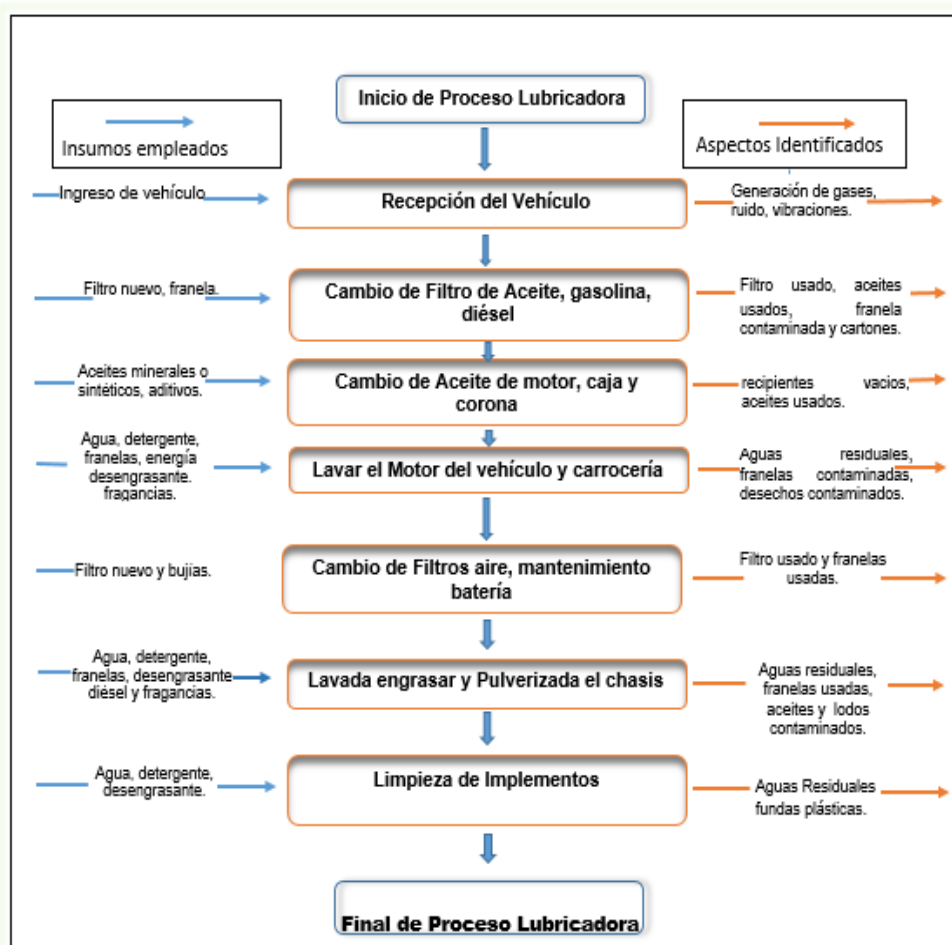 Inicio de Proceso Lubricadora
Insumos empleados
Aspectos Identificados
Ingreso de vehículo
Recepción del Vehículo
Generación de gases,
ruido, vibraciones.
Filtro nuevo, franela.
Cambio de Filtro de Aceite, gasolina,
diésel
Filtro usado, aceites
usados, franela
contaminada y cartones.
Aceites minerales o
sintéticos, aditivos.
Cambio de Aceite de motor, caja y
corona
recipientes vacios,
aceites usados.
Agua, detergente,
franelas, energía
desengrasante.
fragancias.
Lavar el Motor del vehículo y carrocería
Aguas residuales,
franelas contaminadas,
desechos contaminados.
Filtro nuevo y bujías.
Cambio de Filtros aire, mantenimiento
batería
Filtro usado y franelas
usadas.
Agua, detergente,
franelas, desengrasante
diésel y fragancias.
Lavada engrasar y Pulverizada el chasis
Aguas residuales,
franelas usadas,
aceites y lodos
contaminados.
Agua, detergente,
desengrasante.
Limpieza de Implementos
Aguas Residuales
fundas plásticas.
Final de Proceso Lubricadora